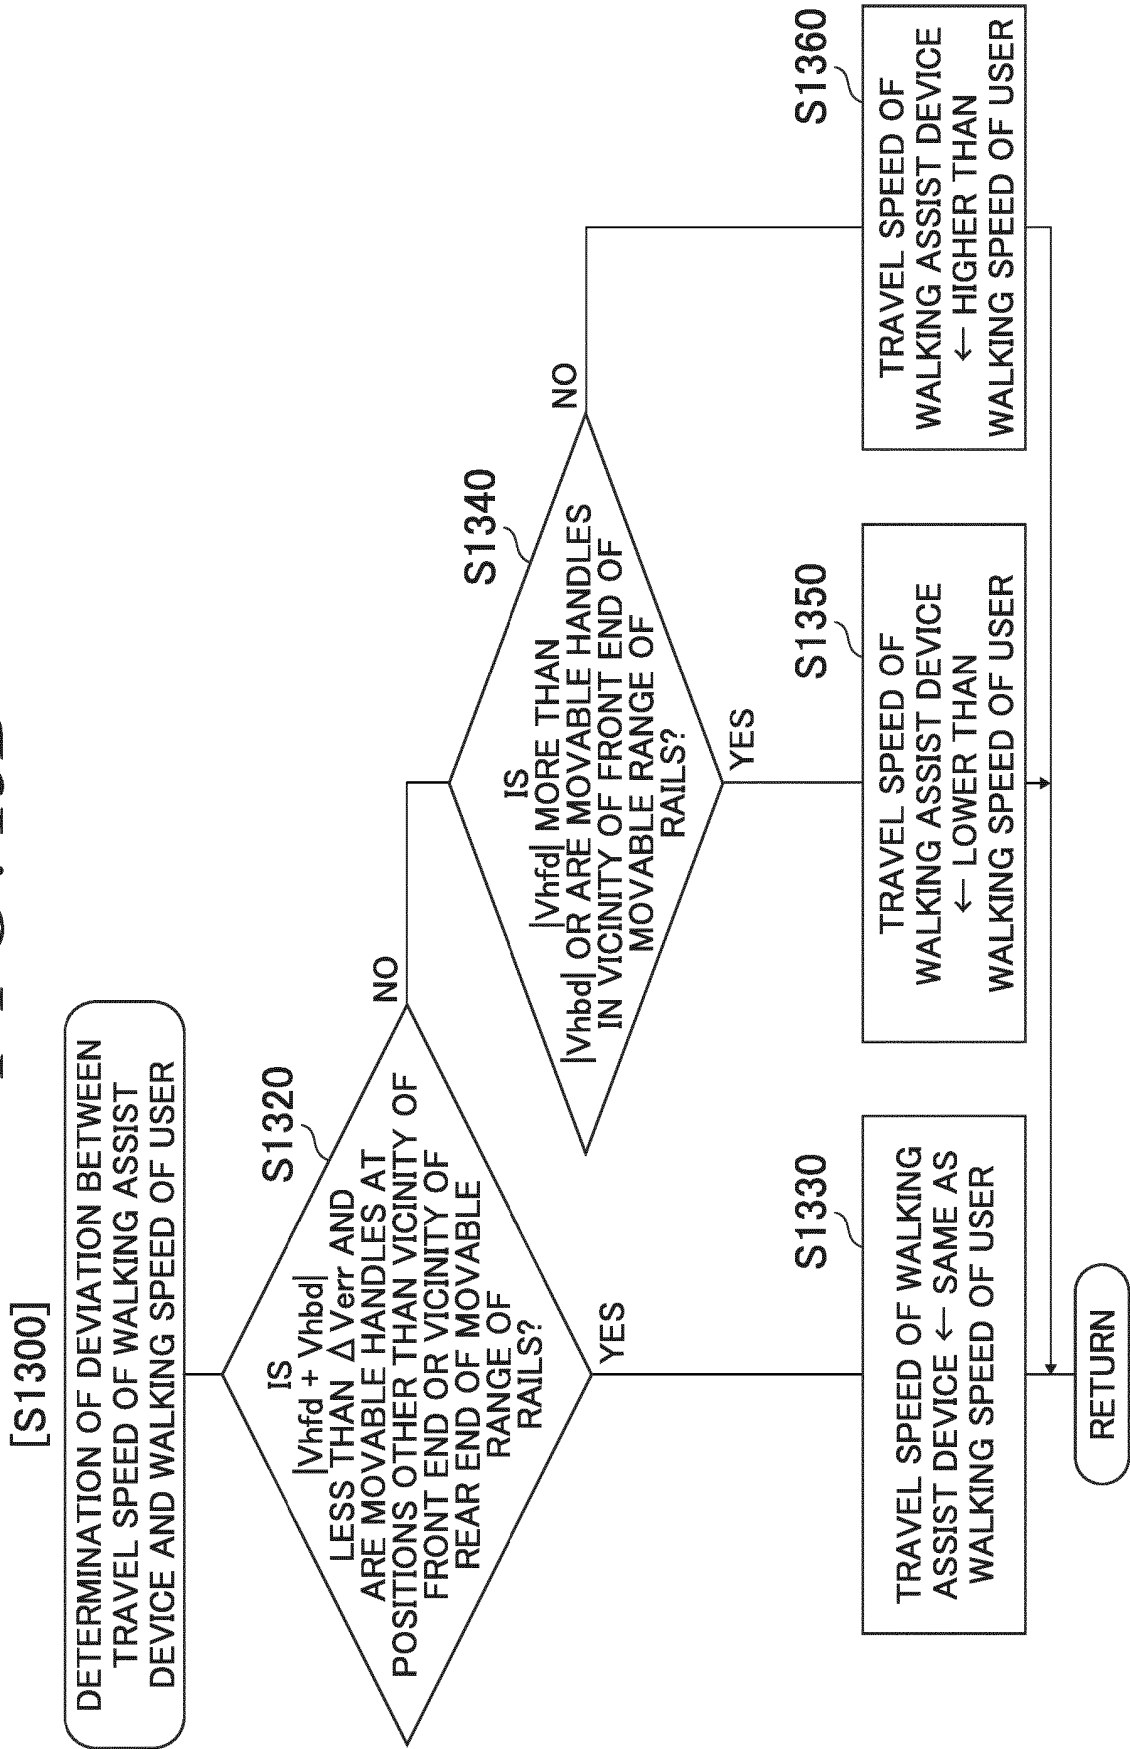 [S1300]
DETERMINATION OF DEVIATION BETWEEN
TRAVEL SPEED OF WALKING ASSIST
DEVICE AND WALKING SPEED OF USER
S1320
IS
|Vhfd + Vhbd|
LESS THAN ΔVerr AND
ARE MOVABLE HANDLES AT
POSITIONS OTHER THAN VICINITY OF
FRONT END OR VICINITY OF
REAR END OF MOVABLE
RANGE OF
RAILS?
NO
YES
S1340
IS
|Vhfd| MORE THAN
|Vhbd| OR ARE MOVABLE HANDLES
IN VICINITY OF FRONT END OF
MOVABLE RANGE OF
RAILS?
NO
YES
S1330
TRAVEL SPEED OF WALKING
ASSIST DEVICE ← SAME AS
WALKING SPEED OF USER
S1350
TRAVEL SPEED OF
WALKING ASSIST DEVICE
← LOWER THAN
WALKING SPEED OF USER
S1360
TRAVEL SPEED OF
WALKING ASSIST DEVICE
← HIGHER THAN
WALKING SPEED OF USER
RETURN